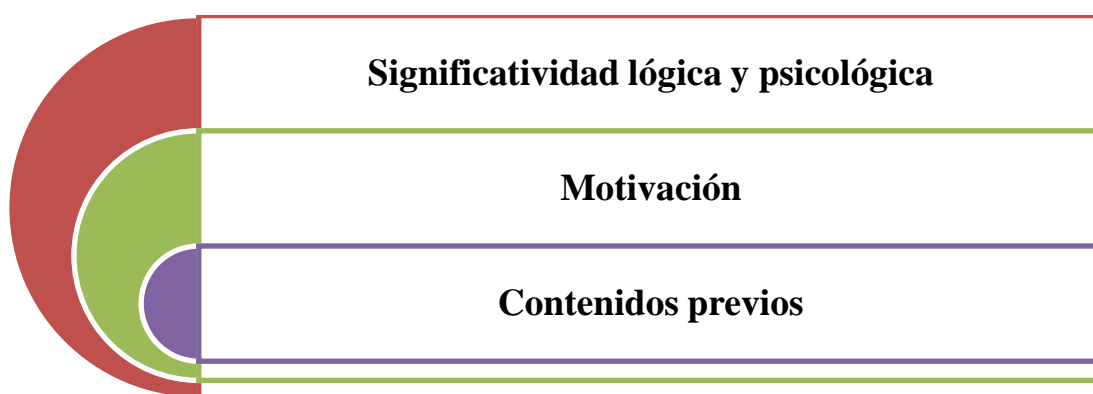 Significatividad lógica y psicológica
Motivación
Contenidos previos